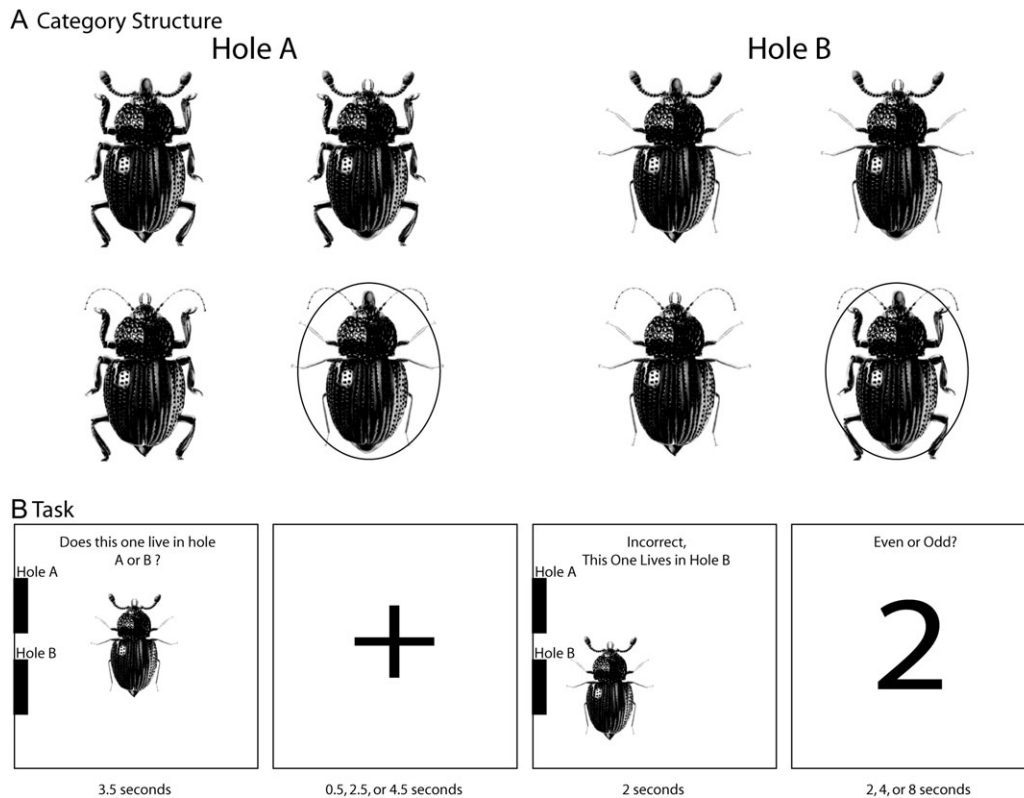 A Category Structure
Hole A
Hole B
B Task
Does this one live in hole
A or B ?
Hole A
Hole B
3.5 seconds
0.5, 2.5, or 4.5 seconds
Incorrect,
This One Lives in Hole B
Hole A
Hole B
2 seconds
Even or Odd?
2
2, 4, or 8 seconds